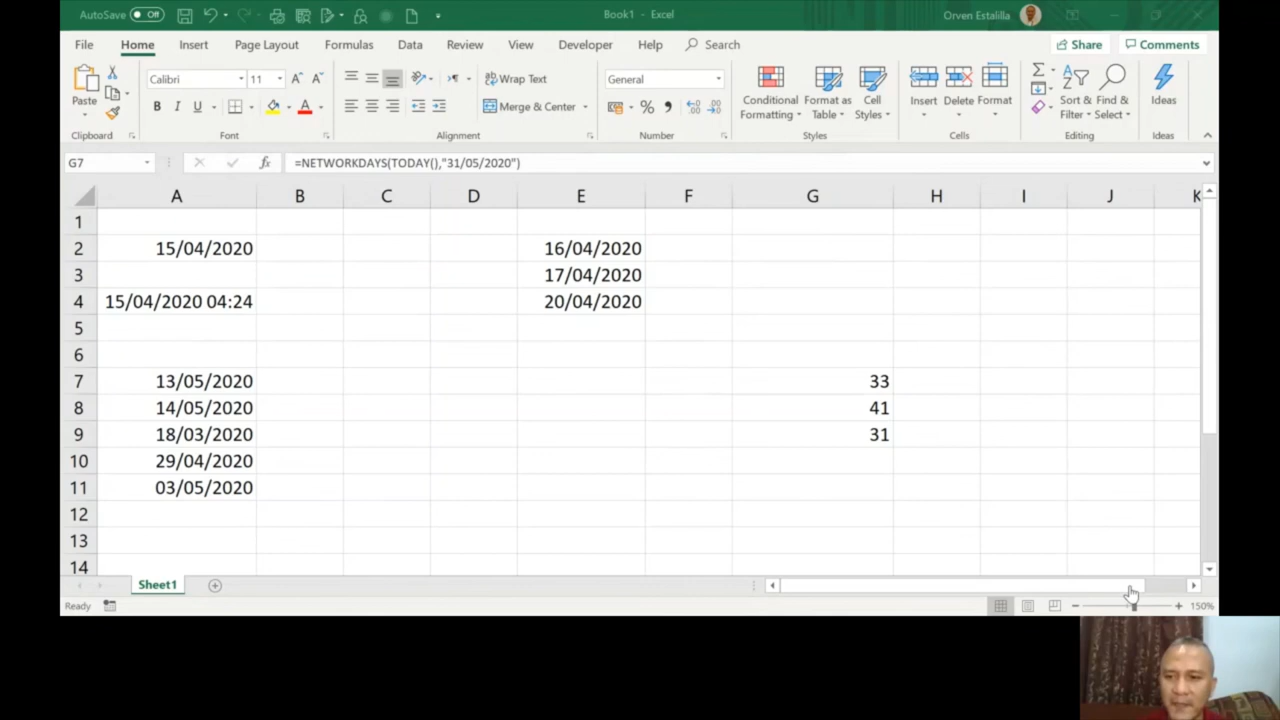 AutoSave Off Book1 - Excel Orven Estalilla
File Home Insert Page Layout Formulas Data Review View Developer Help Search Share Comments
Paste Calibri 11 A A Wrap Text General Conditional Formatting Format as Table Cell Styles Insert Delete Format Sort & Filter Find & Select Ideas
B I U A Merge & Center %
Clipboard Font Alignment Number Styles Cells Editing Ideas
G7 fx =NETWORKDAYS(TODAY(),"31/05/2020")
A B C D E F G H I J K
1
2 15/04/2020 16/04/2020
3 17/04/2020
4 15/04/2020 04:24 20/04/2020
5
6
7 13/05/2020 33
8 14/05/2020 41
9 18/03/2020 31
10 29/04/2020
11 03/05/2020
12
13
14
Sheet1
Ready 150%